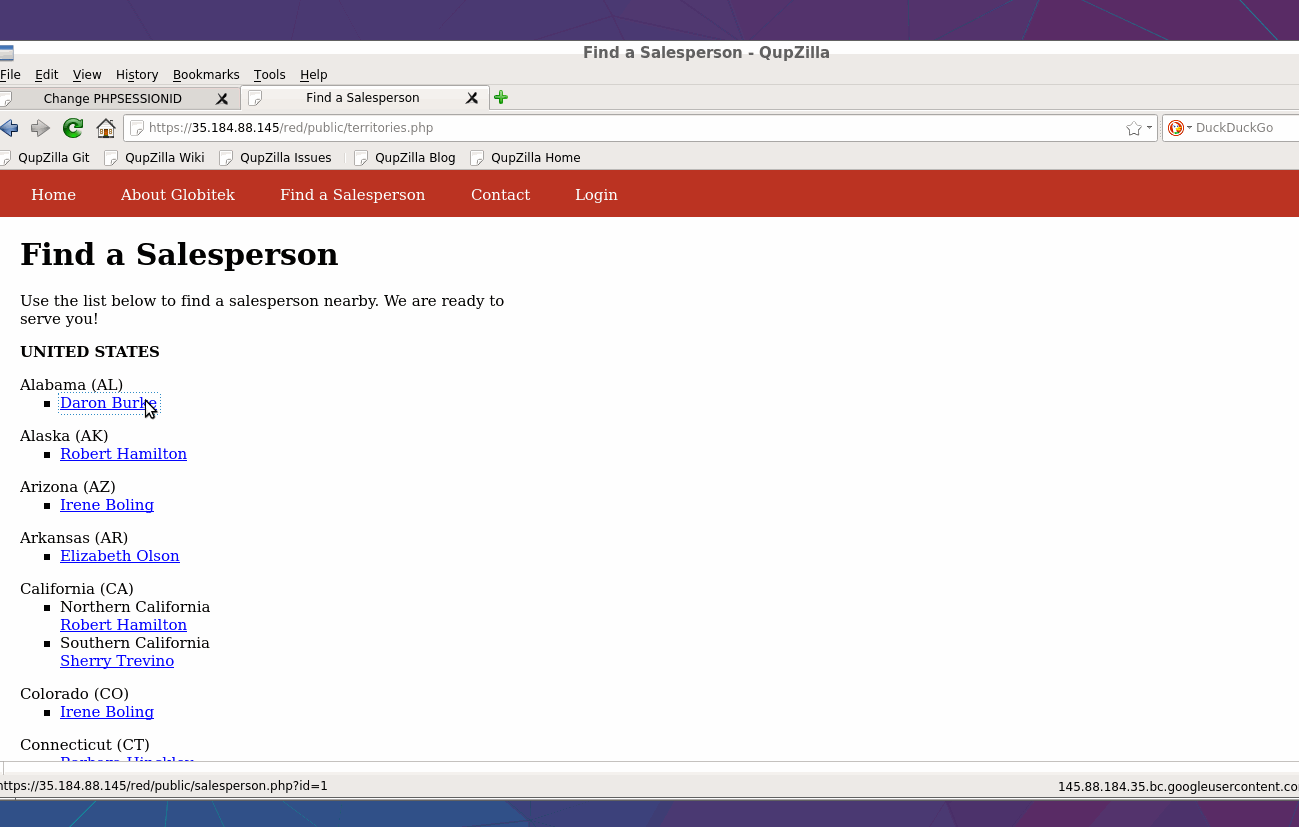 Find a Salesperson - QupZilla
File Edit View History Bookmarks Tools Help
Change PHPSESSIONID Find a Salesperson
https://35.184.88.145/red/public/territories.php DuckDuckGo
QupZilla Git QupZilla Wiki QupZilla Issues QupZilla Blog QupZilla Home
Home About Globitek Find a Salesperson Contact Login
Find a Salesperson
Use the list below to find a salesperson nearby. We are ready to
serve you!
UNITED STATES
Alabama (AL)
Daron Burke
Alaska (AK)
Robert Hamilton
Arizona (AZ)
Irene Boling
Arkansas (AR)
Elizabeth Olson
California (CA)
Northern California
Robert Hamilton
Southern California
Sherry Trevino
Colorado (CO)
Irene Boling
Connecticut (CT)
https://35.184.88.145/red/public/salesperson.php?id=1 145.88.184.35.bc.googleusercontent.co